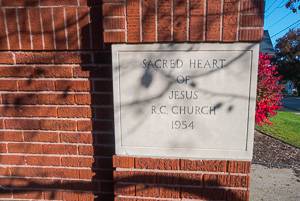 SACRED HEART
OF
JESUS
R.C. CHURCH
1954